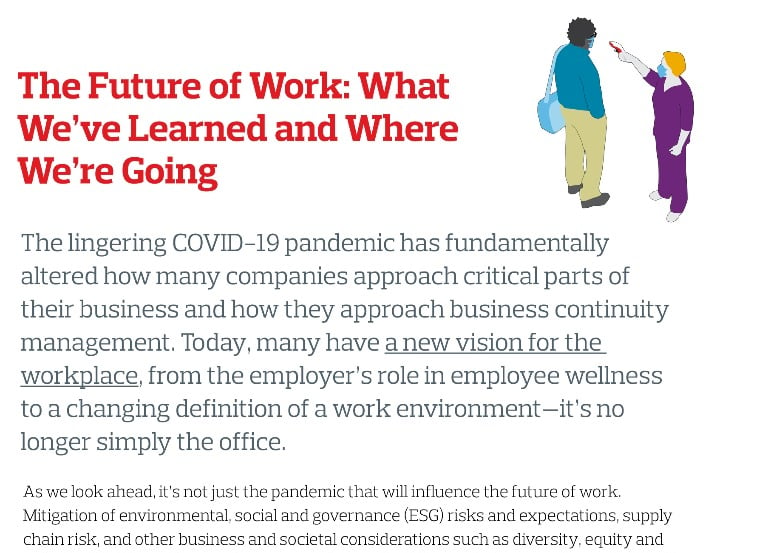 The Future of Work: What
We’ve Learned and Where
We’re Going
The lingering COVID-19 pandemic has fundamentally
altered how many companies approach critical parts of
their business and how they approach business continuity
management. Today, many have a new vision for the
workplace, from the employer’s role in employee wellness
to a changing definition of a work environment—it’s no
longer simply the office.
As we look ahead, it’s not just the pandemic that will influence the future of work.
Mitigation of environmental, social and governance (ESG) risks and expectations, supply
chain risk, and other business and societal considerations such as diversity, equity and